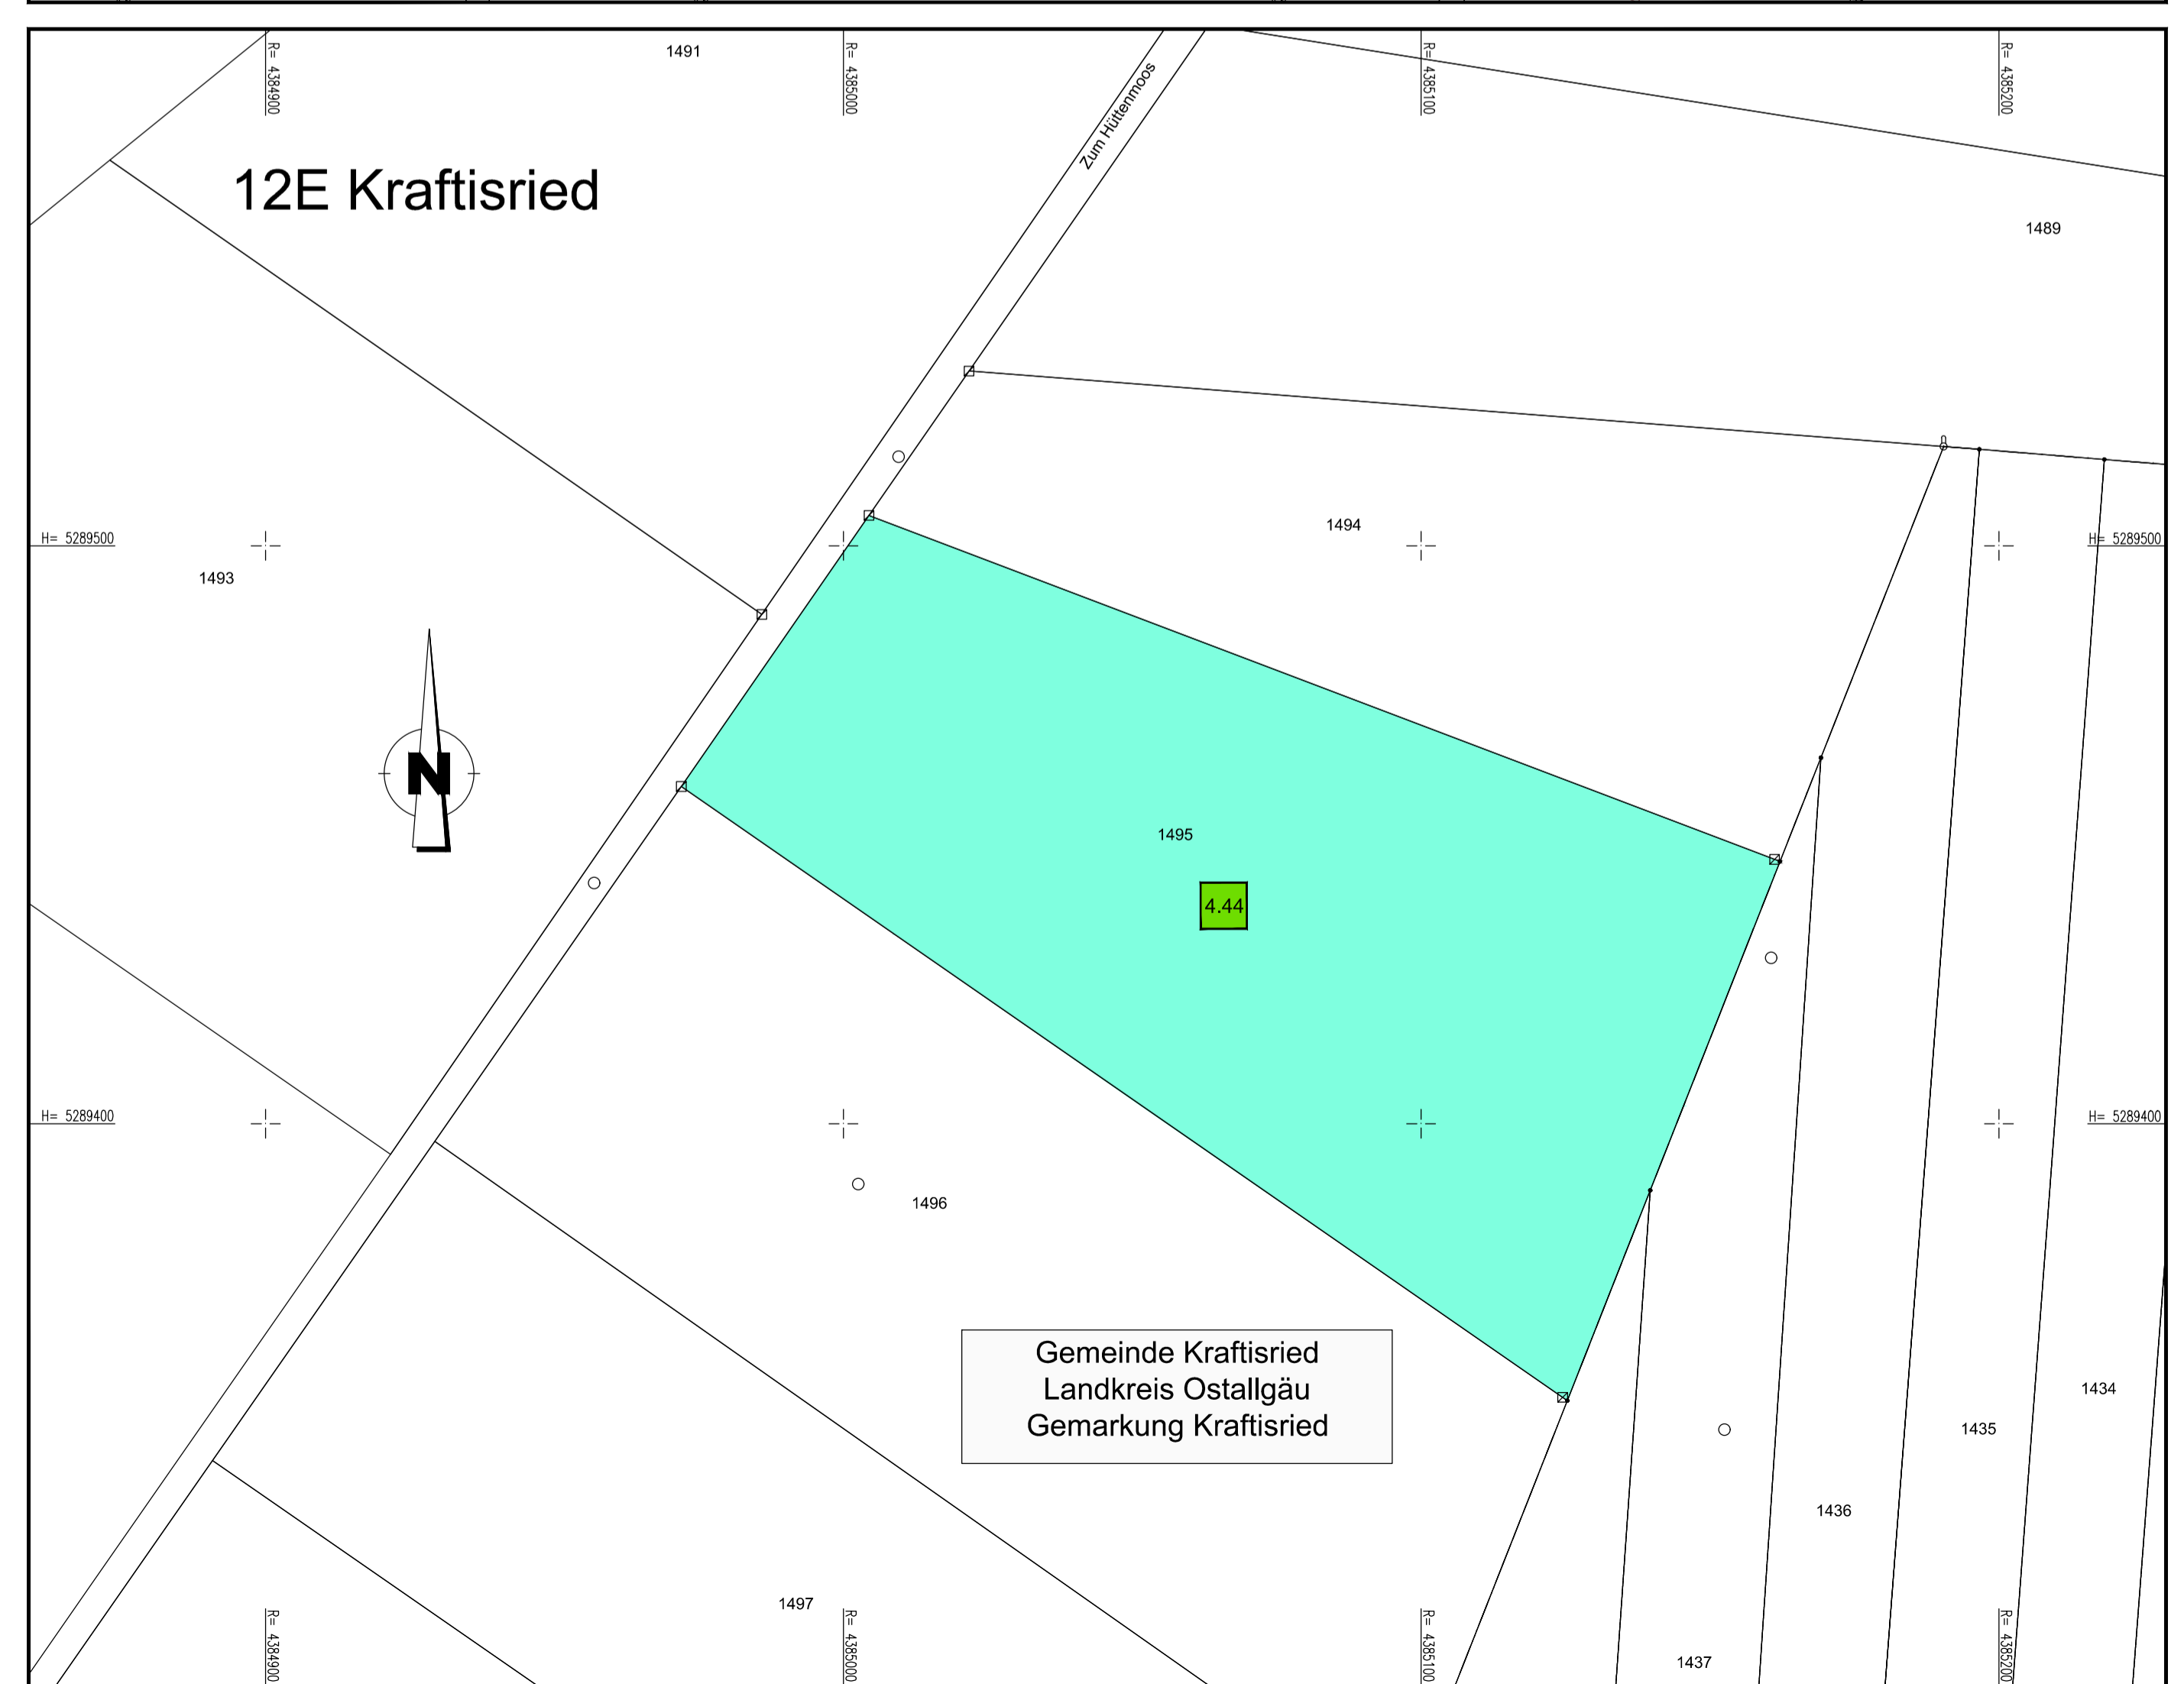 R= 4384900
1491
R= 4385000
Zum Hüttenmoos
R= 4385100
R= 4385200
12E Kraftisried
1489
H= 5289500
1494
H= 5289500
1493
N
1495
4.44
H= 5289400
H= 5289400
1496
Gemeinde Kraftisried
Landkreis Ostallgäu
Gemarkung Kraftisried
1434
1435
1436
1497
1437
R= 4384900
R= 4385000
R= 4385100
R= 4385200